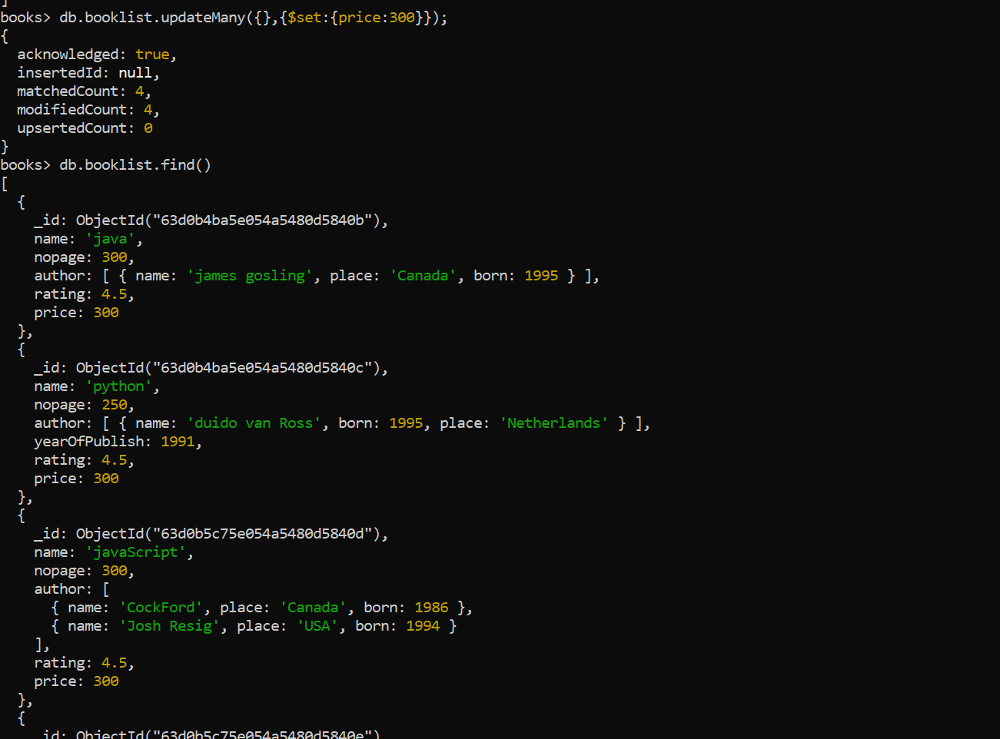 ]
books> db.booklist.updateMany({},{$set:{price:300}});
{
  acknowledged: true,
  insertedId: null,
  matchedCount: 4,
  modifiedCount: 4,
  upsertedCount: 0
}
books> db.booklist.find()
[
  {
    _id: ObjectId("63d0b4ba5e054a5480d5840b"),
    name: 'java',
    nopage: 300,
    author: [ { name: 'james gosling', place: 'Canada', born: 1995 } ],
    rating: 4.5,
    price: 300
  },
  {
    _id: ObjectId("63d0b4ba5e054a5480d5840c"),
    name: 'python',
    nopage: 250,
    author: [ { name: 'duido van Ross', born: 1995, place: 'Netherlands' } ],
    yearOfPublish: 1991,
    rating: 4.5,
    price: 300
  },
  {
    _id: ObjectId("63d0b5c75e054a5480d5840d"),
    name: 'javaScript',
    nopage: 300,
    author: [
      { name: 'CockFord', place: 'Canada', born: 1986 },
      { name: 'Josh Resig', place: 'USA', born: 1994 }
    ],
    rating: 4.5,
    price: 300
  },
  {
    _id: ObjectId("63d0b5c75e054a5480d5840e")